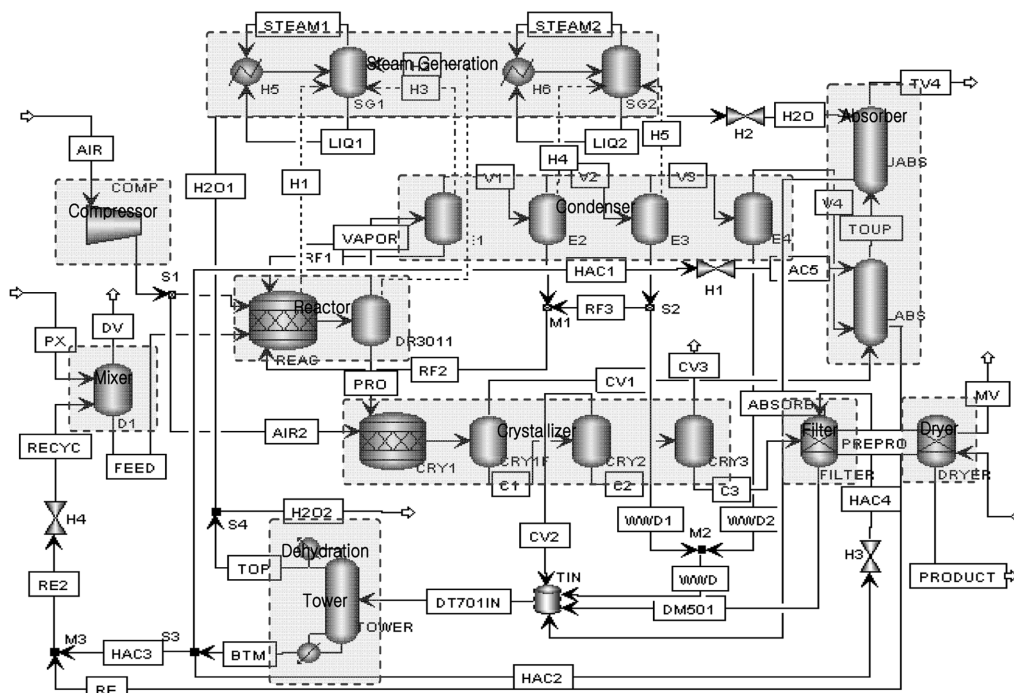 STEAM1
STEAM2
Steam Generation
H2
H3
H5
SG1
H6
SG2
TV4
LIQ1
LIQ2
H5
H2
H2O
Absorber
JABS
AIR
COMP
Compressor
H2O1
H1
H4
V1
V2
V3
V4
Condenser
TOUP
VAPOR
E1
E2
E3
E4
RF1
HAC1
H1
AC5
S1
Reactor
REAC
DR3011
M1
RF3
S2
ABS
PX
DV
Mixer
D1
PRO
RF2
CV1
CV3
MV
ABSORB
RECYC
FEED
AIR2
Crystallizer
CRY1
CRY1F
CRY2
CRY3
C1
C2
C3
Filter
PREPRO
FILTER
Dryer
DRYER
H4
S4
H2O2
WWD1
M2
WWD2
HAC4
H3
CV2
Dehydration
Tower
TOWER
TOP
RE2
WWD
TIN
DT701IN
DM501
PRODUCT
M3
HAC3
S3
BTM
HAC2
RE